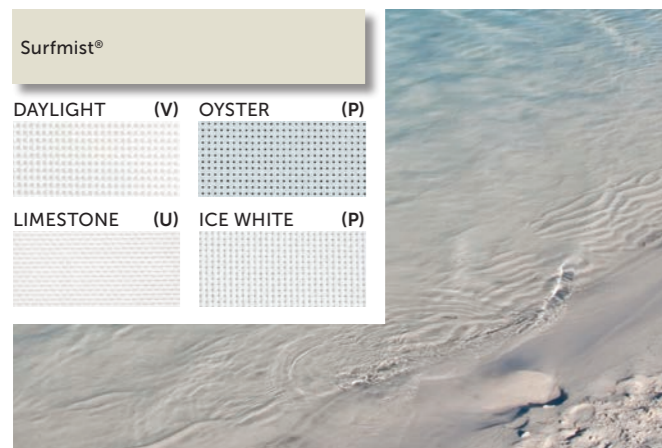 Surfmist®
DAYLIGHT (V) OYSTER (P)
LIMESTONE (U) ICE WHITE (P)